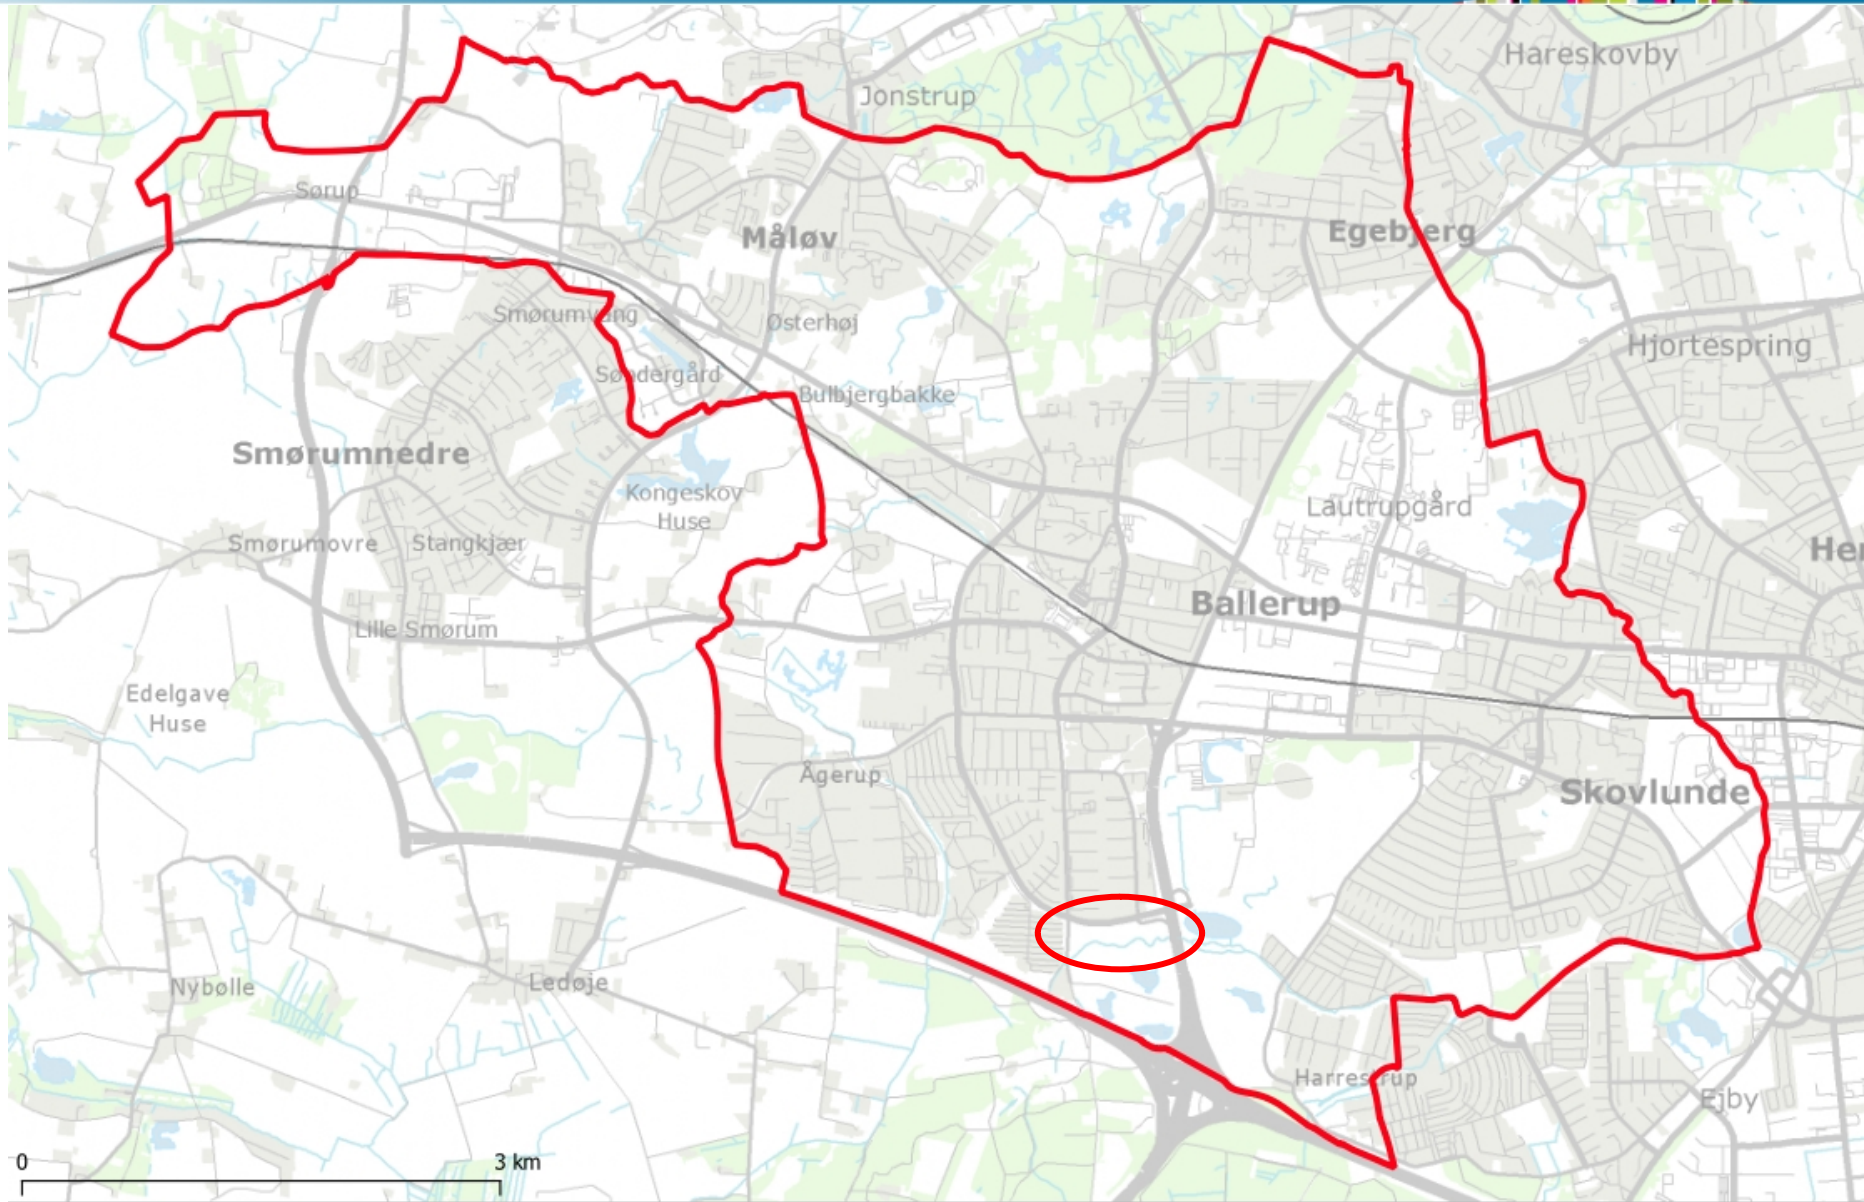 Hareskovby
Jonstrup
Sørup
Måløv
Egebjerg
Smørumvang
Østerhøj
Hjortespring
Søndergård
Bulbjergbakke
Smørumnedre
Kongeskov
Huse
Lautrupgård
Smørumovre
Stangkjær
Her
Ballerup
Lille Smørum
Edelgave
Huse
Ågerup
Skovlunde
Nybølle
Ledøje
Harrestrup
Ejby
0
3 km